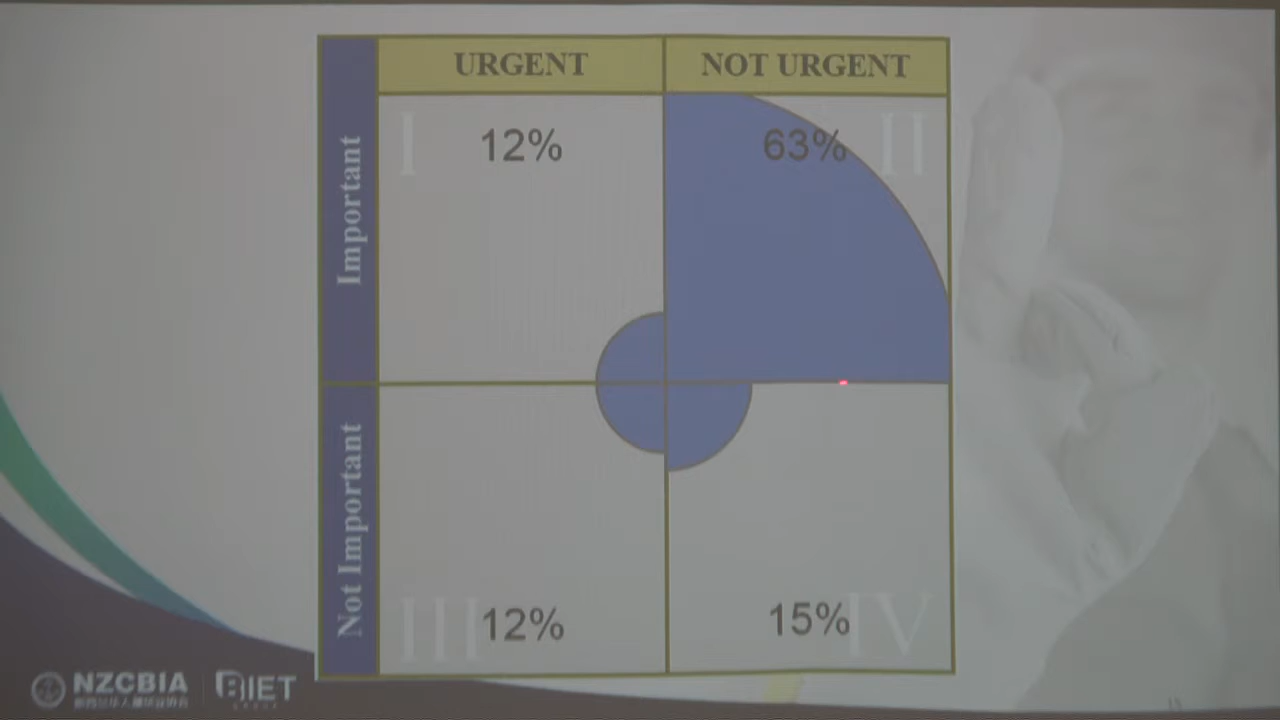 URGENT
NOT URGENT
Important
I
12%
63%
II
Not Important
III
12%
15%
IV
NZCBIA
BIET